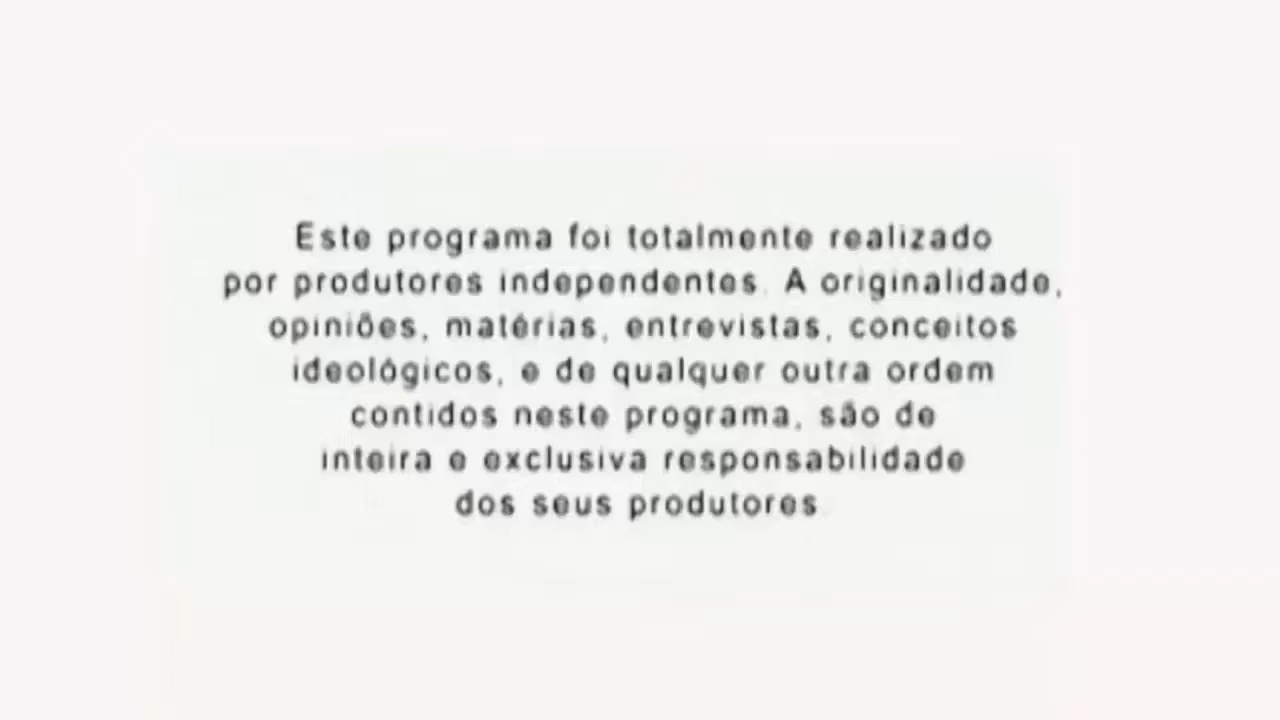 Este programa foi totalmente realizado
por produtores independentes. A originalidade,
opiniões, matérias, entrevistas, conceitos
ideológicos, e de qualquer outra ordem
contidos neste programa, são de
inteira e exclusiva responsabilidade
dos seus produtores